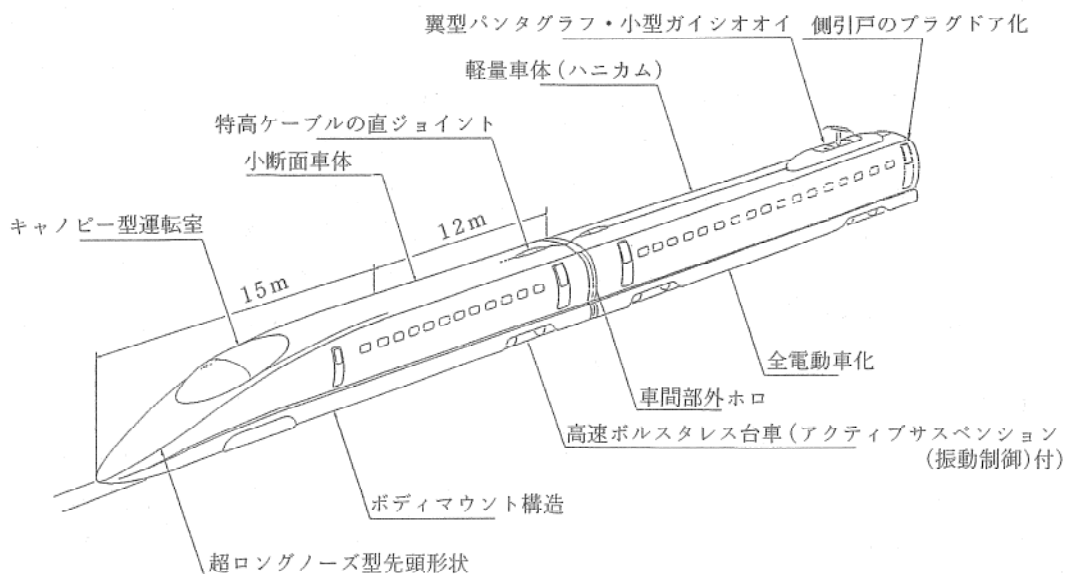 翼型パンタグラフ・小型ガイシオオイ
側引戸のプラグドア化
軽量車体(ハニカム)
特高ケーブルの直ジョイント
小断面車体
キャノピー型運転室
12m
15m
全電動車化
車間部外ホロ
高速ボルスタレス台車(アクティブサスペンション
(振動制御)付)
ボディマウント構造
超ロングノーズ型先頭形状